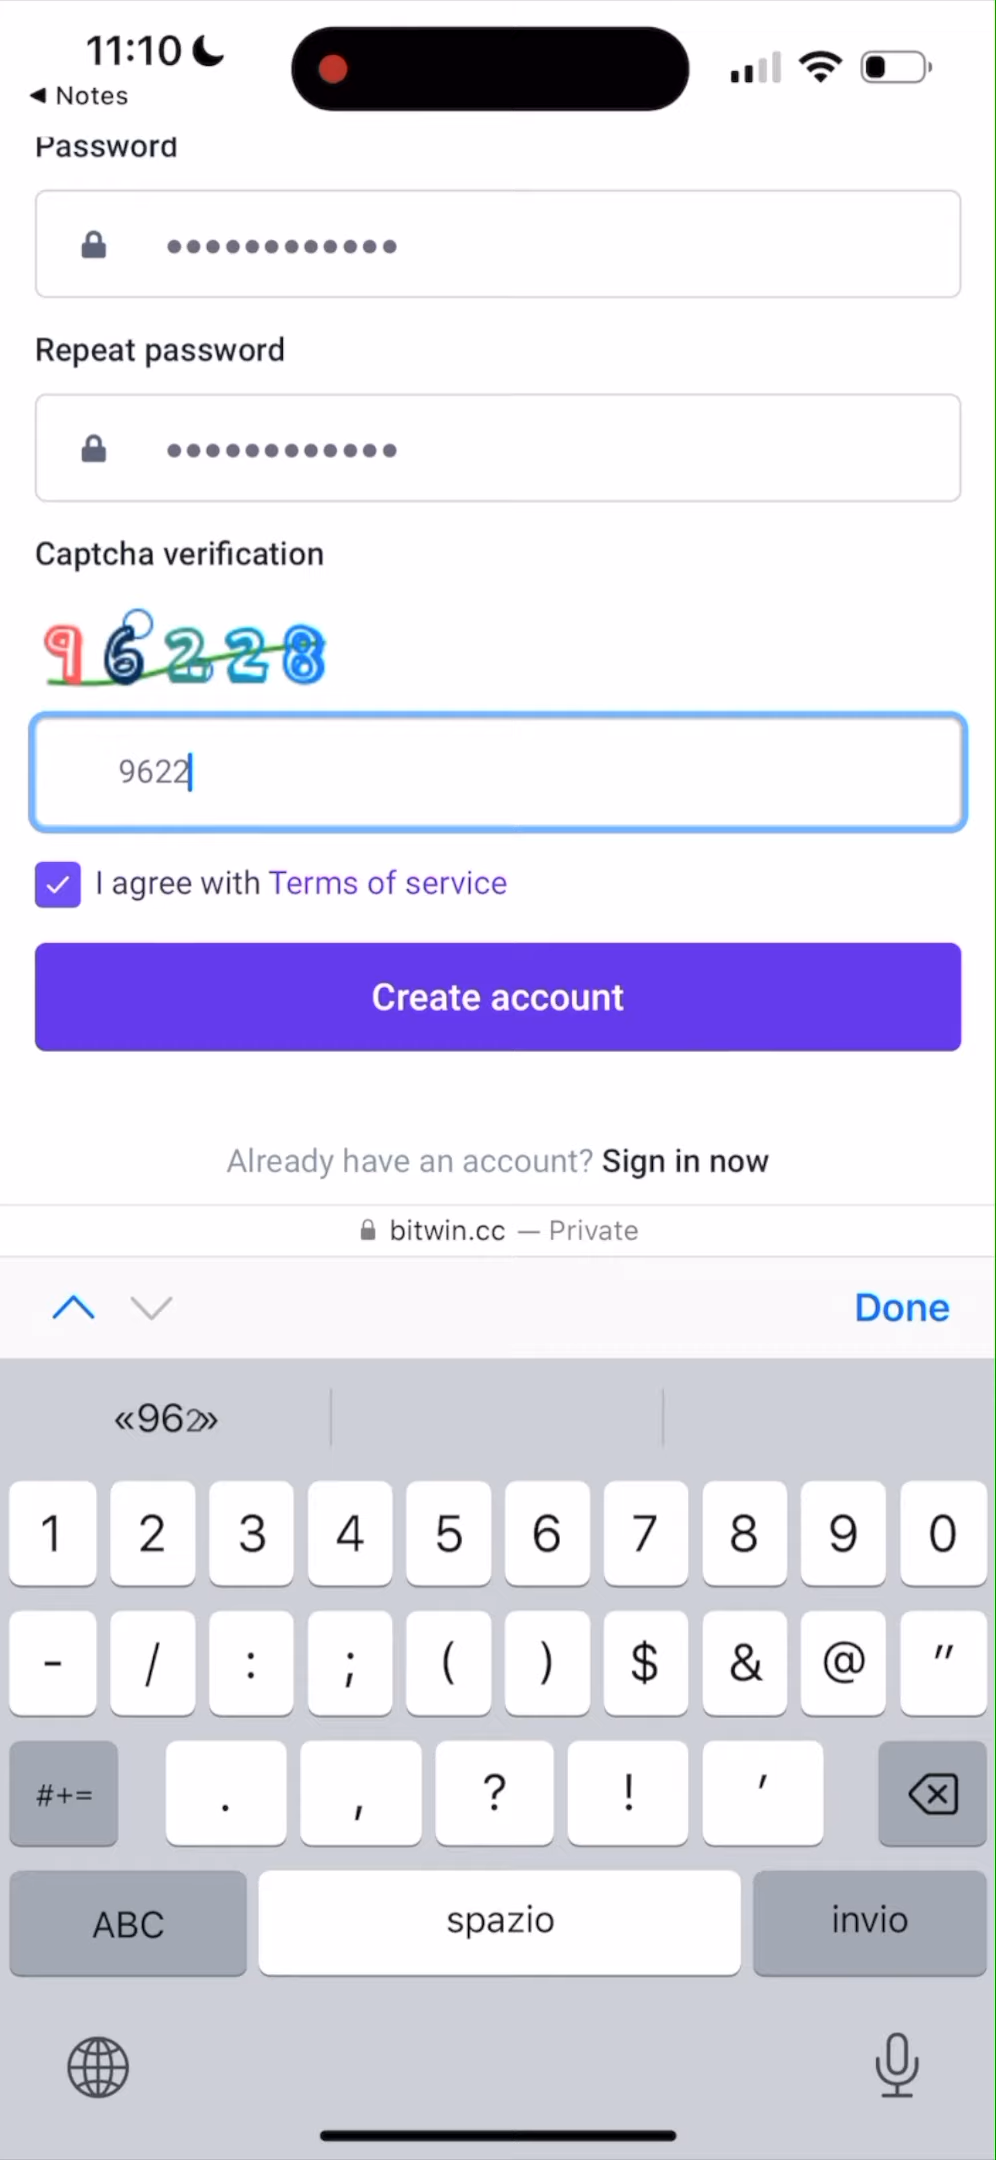 11:10
◀ Notes
Password
••••••••••••
Repeat password
••••••••••••
Captcha verification
96228
9622
I agree with Terms of service
Create account
Already have an account? Sign in now
bitwin.cc — Private
Done
«962»
1 2 3 4 5 6 7 8 9 0
- / : ; ( ) $ & @ "
#+= . , ? ! '
ABC spazio invio